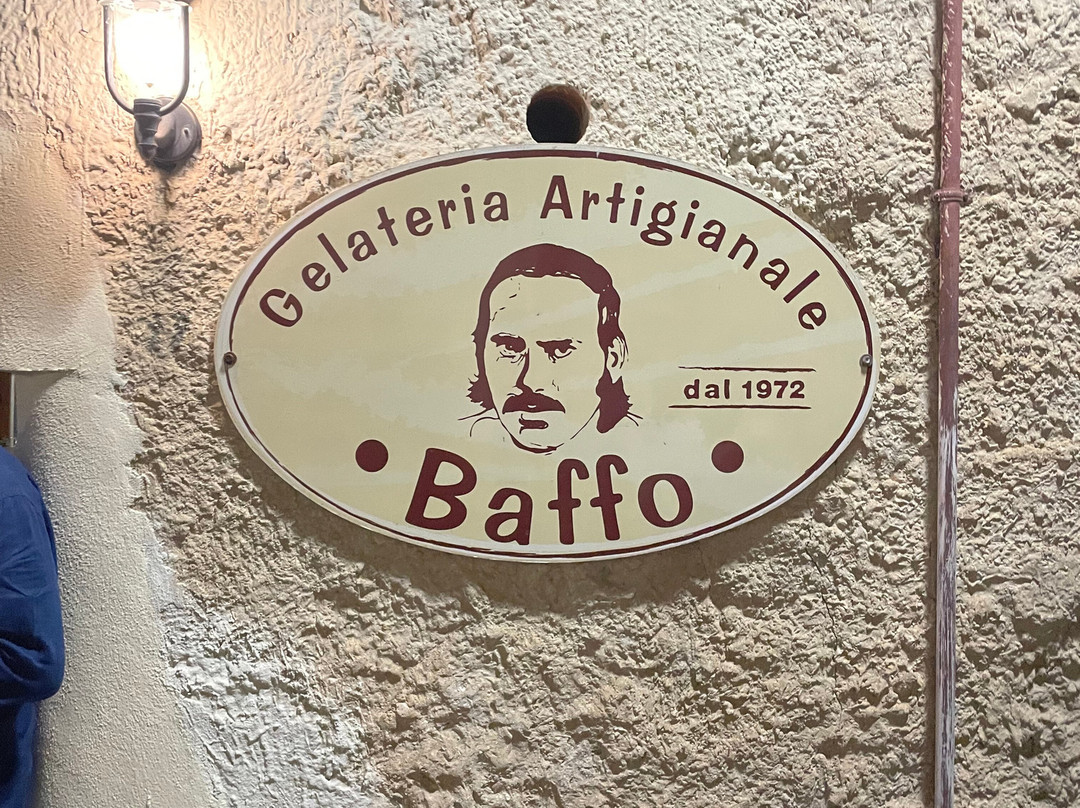 Gelateria Artigianale
dal 1972
Baffo